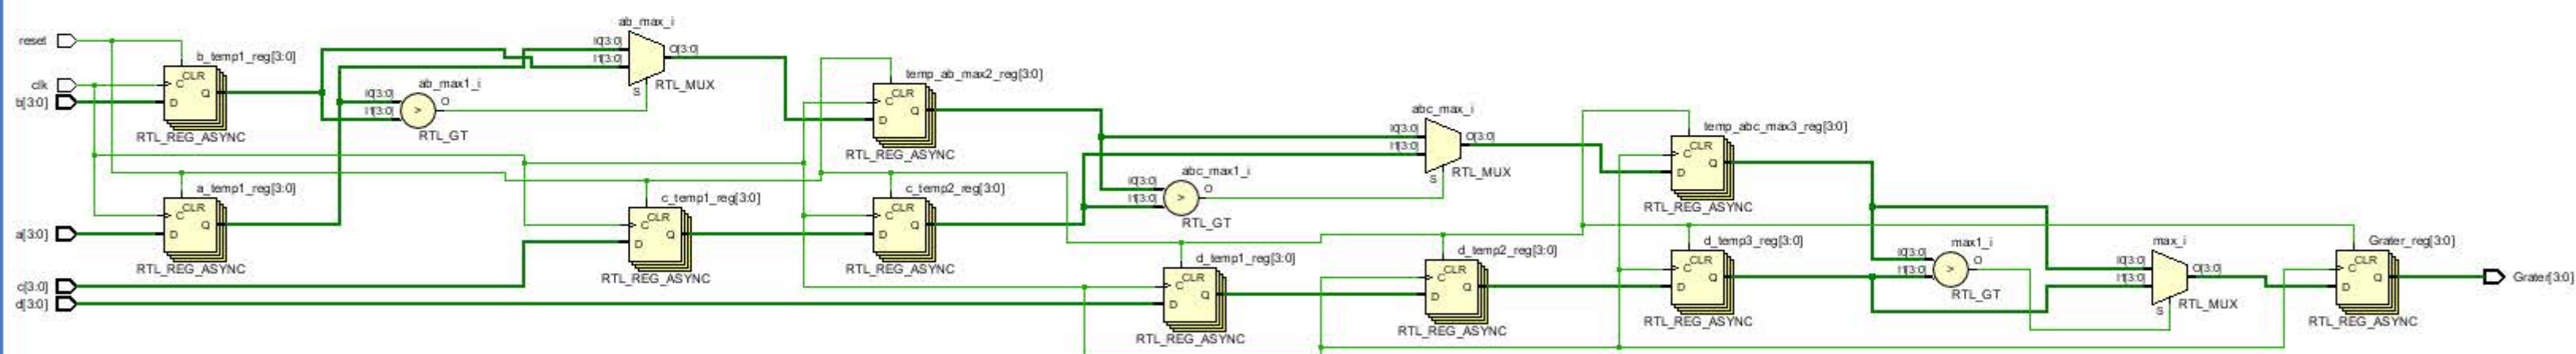 ab_max_i
reset
I0[3:0]
O[3:0]
I1[3:0]
b_temp1_reg[3:0]
CLR
C
Q
D
RTL_REG_ASYNC
clk
b[3:0]
ab_max1_i
I0[3:0]
I1[3:0]
>
O
RTL_GT
S
RTL_MUX
temp_ab_max2_reg[3:0]
CLR
C
Q
D
RTL_REG_ASYNC
abc_max_i
I0[3:0]
O[3:0]
I1[3:0]
S
RTL_MUX
temp_abc_max3_reg[3:0]
CLR
C
Q
D
RTL_REG_ASYNC
a_temp1_reg[3:0]
CLR
C
Q
D
RTL_REG_ASYNC
a[3:0]
c_temp1_reg[3:0]
CLR
C
Q
D
RTL_REG_ASYNC
c_temp2_reg[3:0]
CLR
C
Q
D
RTL_REG_ASYNC
abc_max1_i
I0[3:0]
I1[3:0]
>
O
RTL_GT
c[3:0]
d[3:0]
d_temp1_reg[3:0]
CLR
C
Q
D
RTL_REG_ASYNC
d_temp2_reg[3:0]
CLR
C
Q
D
RTL_REG_ASYNC
d_temp3_reg[3:0]
CLR
C
Q
D
RTL_REG_ASYNC
max1_i
I0[3:0]
I1[3:0]
>
O
RTL_GT
max_i
I0[3:0]
O[3:0]
I1[3:0]
S
RTL_MUX
Grater_reg[3:0]
CLR
C
Q
D
RTL_REG_ASYNC
Grater[3:0]